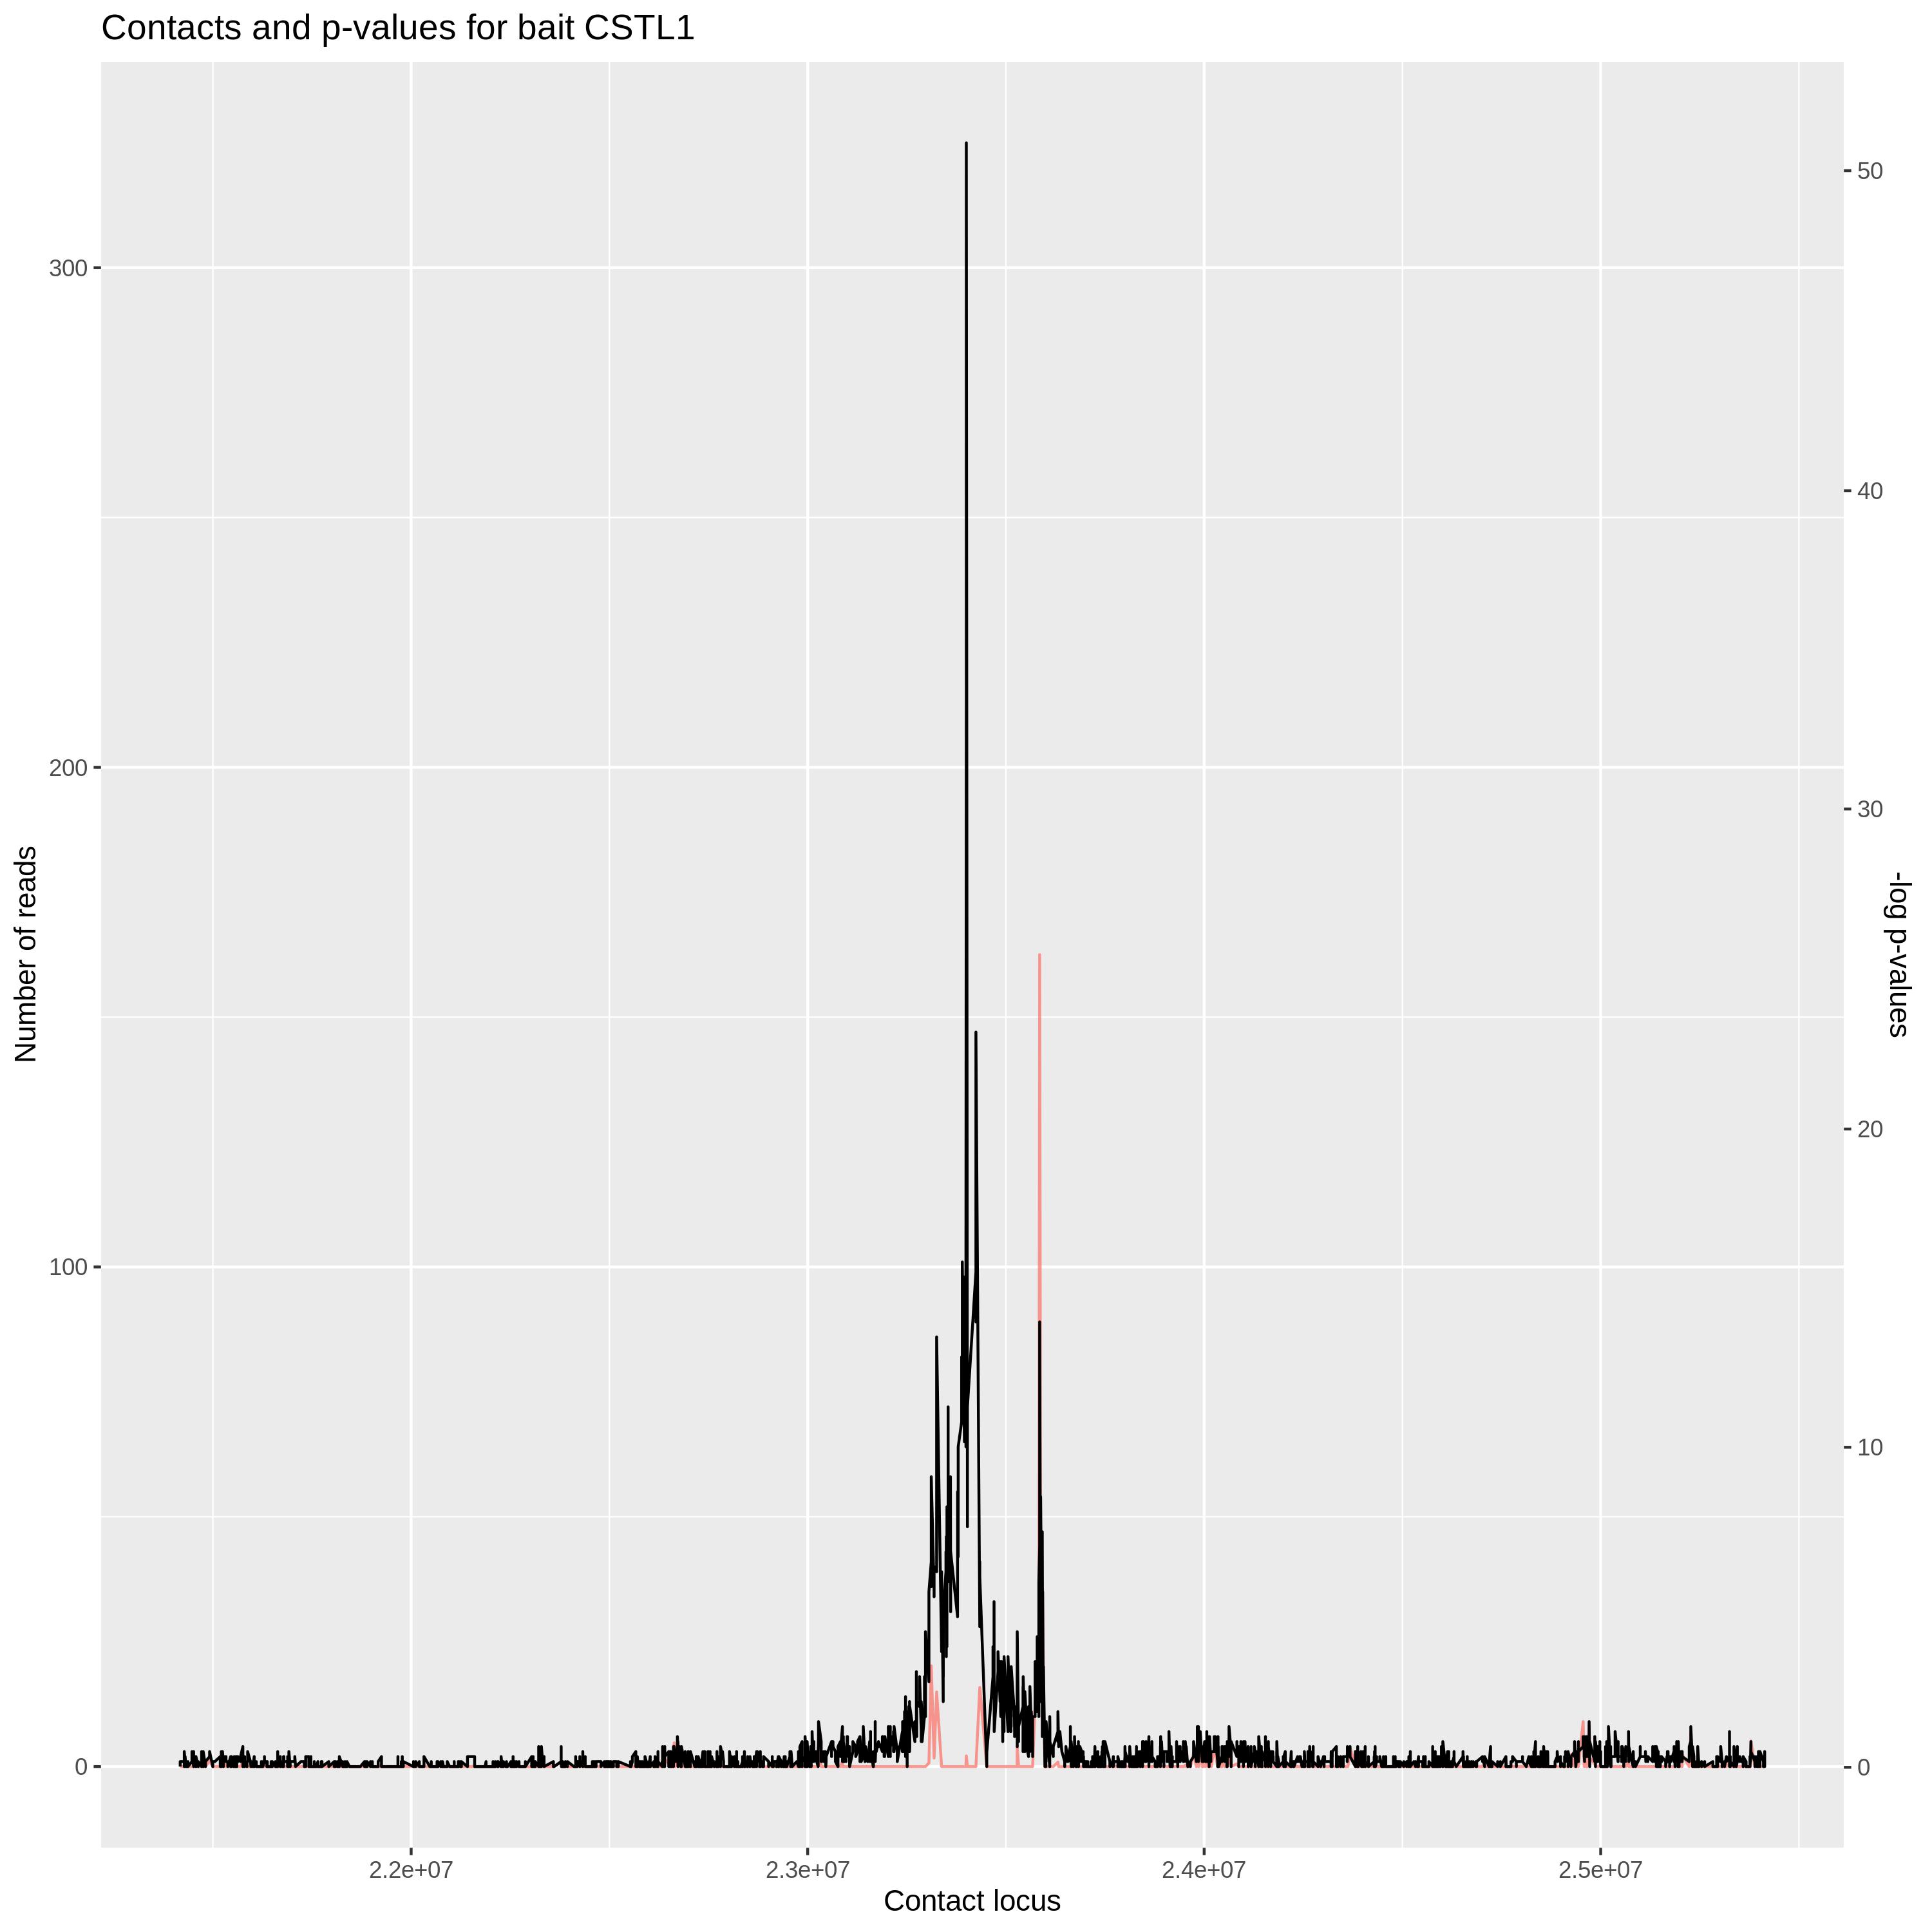 Contacts and p-values for bait CSTL1
300
200
100
0
50
40
30
20
10
0
Number of reads
-log p-values
2.2e+07 2.3e+07 2.4e+07 2.5e+07
Contact locus